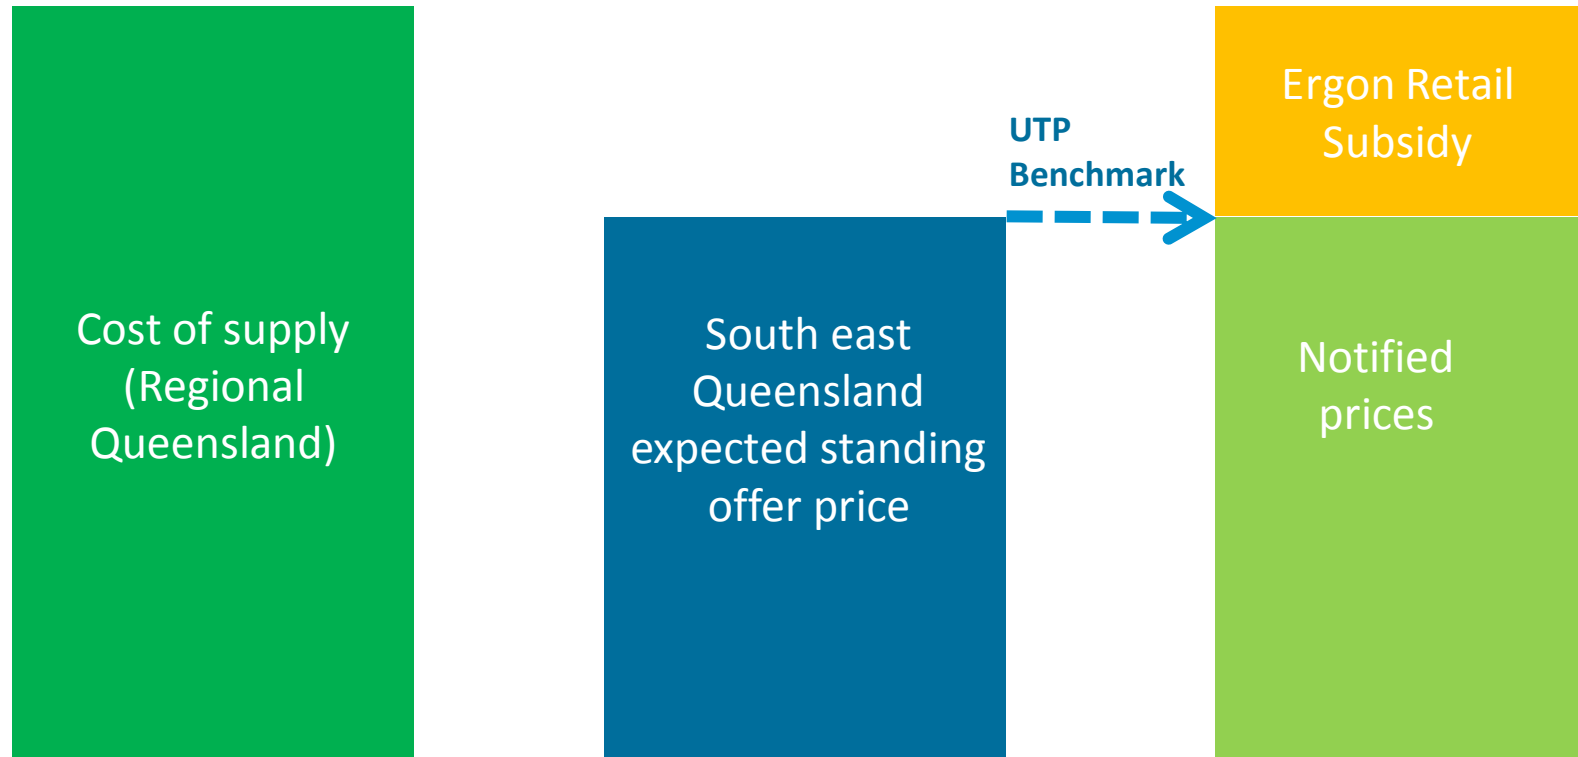 Cost of supply
(Regional
Queensland)
South east
Queensland
expected standing
offer price
UTP
Benchmark
Ergon Retail
Subsidy
Notified
prices